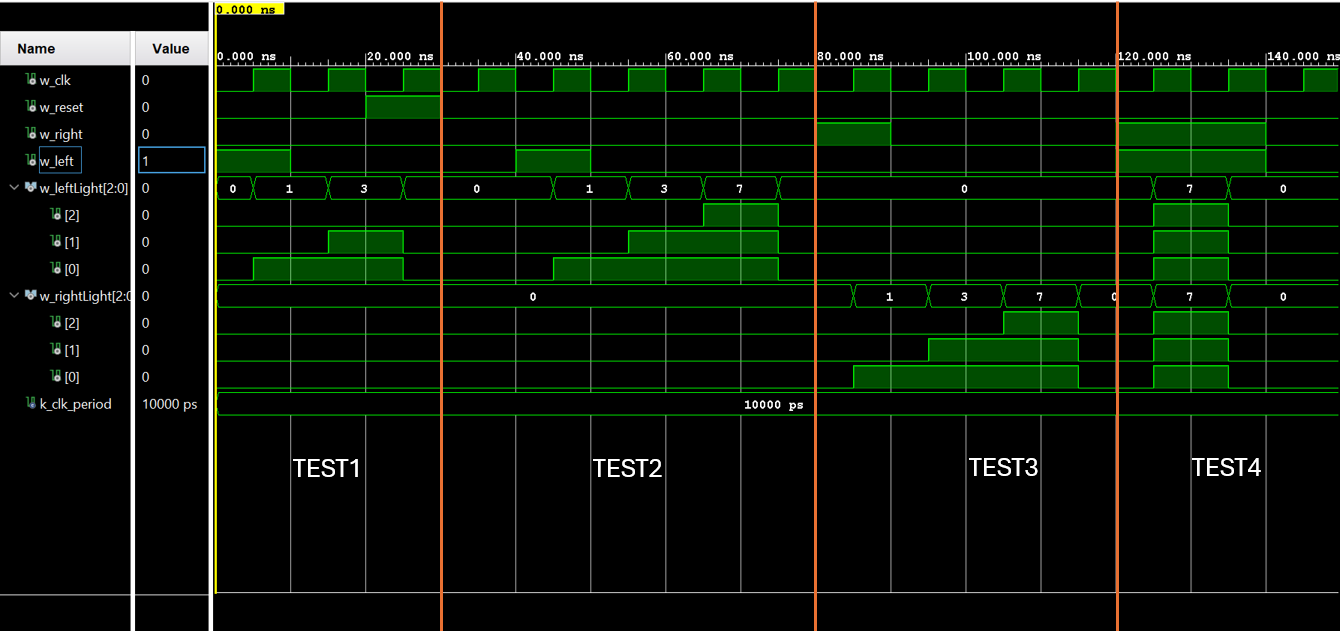 0.000 ns
Name Value
0.000 ns 20.000 ns 40.000 ns 60.000 ns 80.000 ns 100.000 ns 120.000 ns 140.000 ns
w_clk 0
w_reset 0
w_right 0
w_left 1
w_leftLight[2:0] 0 0 1 3 0 1 3 7 0 7 0
[2] 0
[1] 0
[0] 0
w_rightLight[2:0 0 0 1 3 7 0 7 0
[2] 0
[1] 0
[0] 0
k_clk_period 10000 ps 10000 ps
TEST1 TEST2 TEST3 TEST4